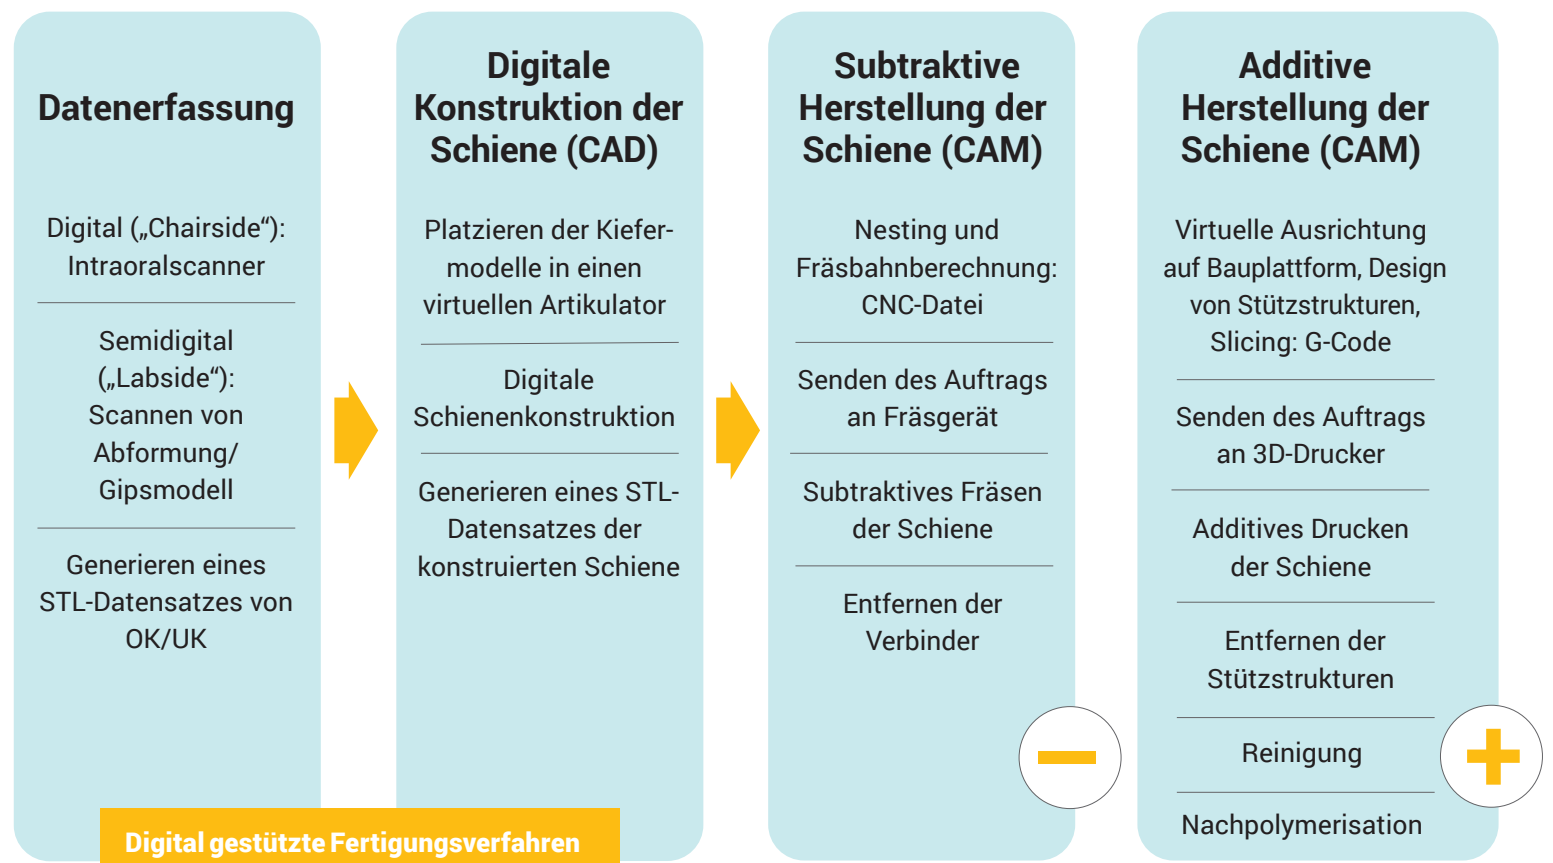 Datenerfassung
Digital („Chairside“):
Intraoralscanner
Semidigital
(„Labside“):
Scannen von
Abformung/
Gipsmodell
Generieren eines
STL-Datensatzes von
OK/UK
Digitale
Konstruktion der
Schiene (CAD)
Platzieren der Kiefer-
modelle in einen
virtuellen Artikulator
Digitale
Schienenkonstruktion
Generieren eines STL-
Datensatzes der
konstruierten Schiene
Subtraktive
Herstellung der
Schiene (CAM)
Nesting und
Fräsbahnberechnung:
CNC-Datei
Senden des Auftrags
an Fräsgerät
Subtraktives Fräsen
der Schiene
Entfernen der
Verbinder
Additive
Herstellung der
Schiene (CAM)
Virtuelle Ausrichtung
auf Bauplattform, Design
von Stützstrukturen,
Slicing: G-Code
Senden des Auftrags
an 3D-Drucker
Additives Drucken
der Schiene
Entfernen der
Stützstrukturen
Reinigung
Nachpolymerisation
Digital gestützte Fertigungsverfahren